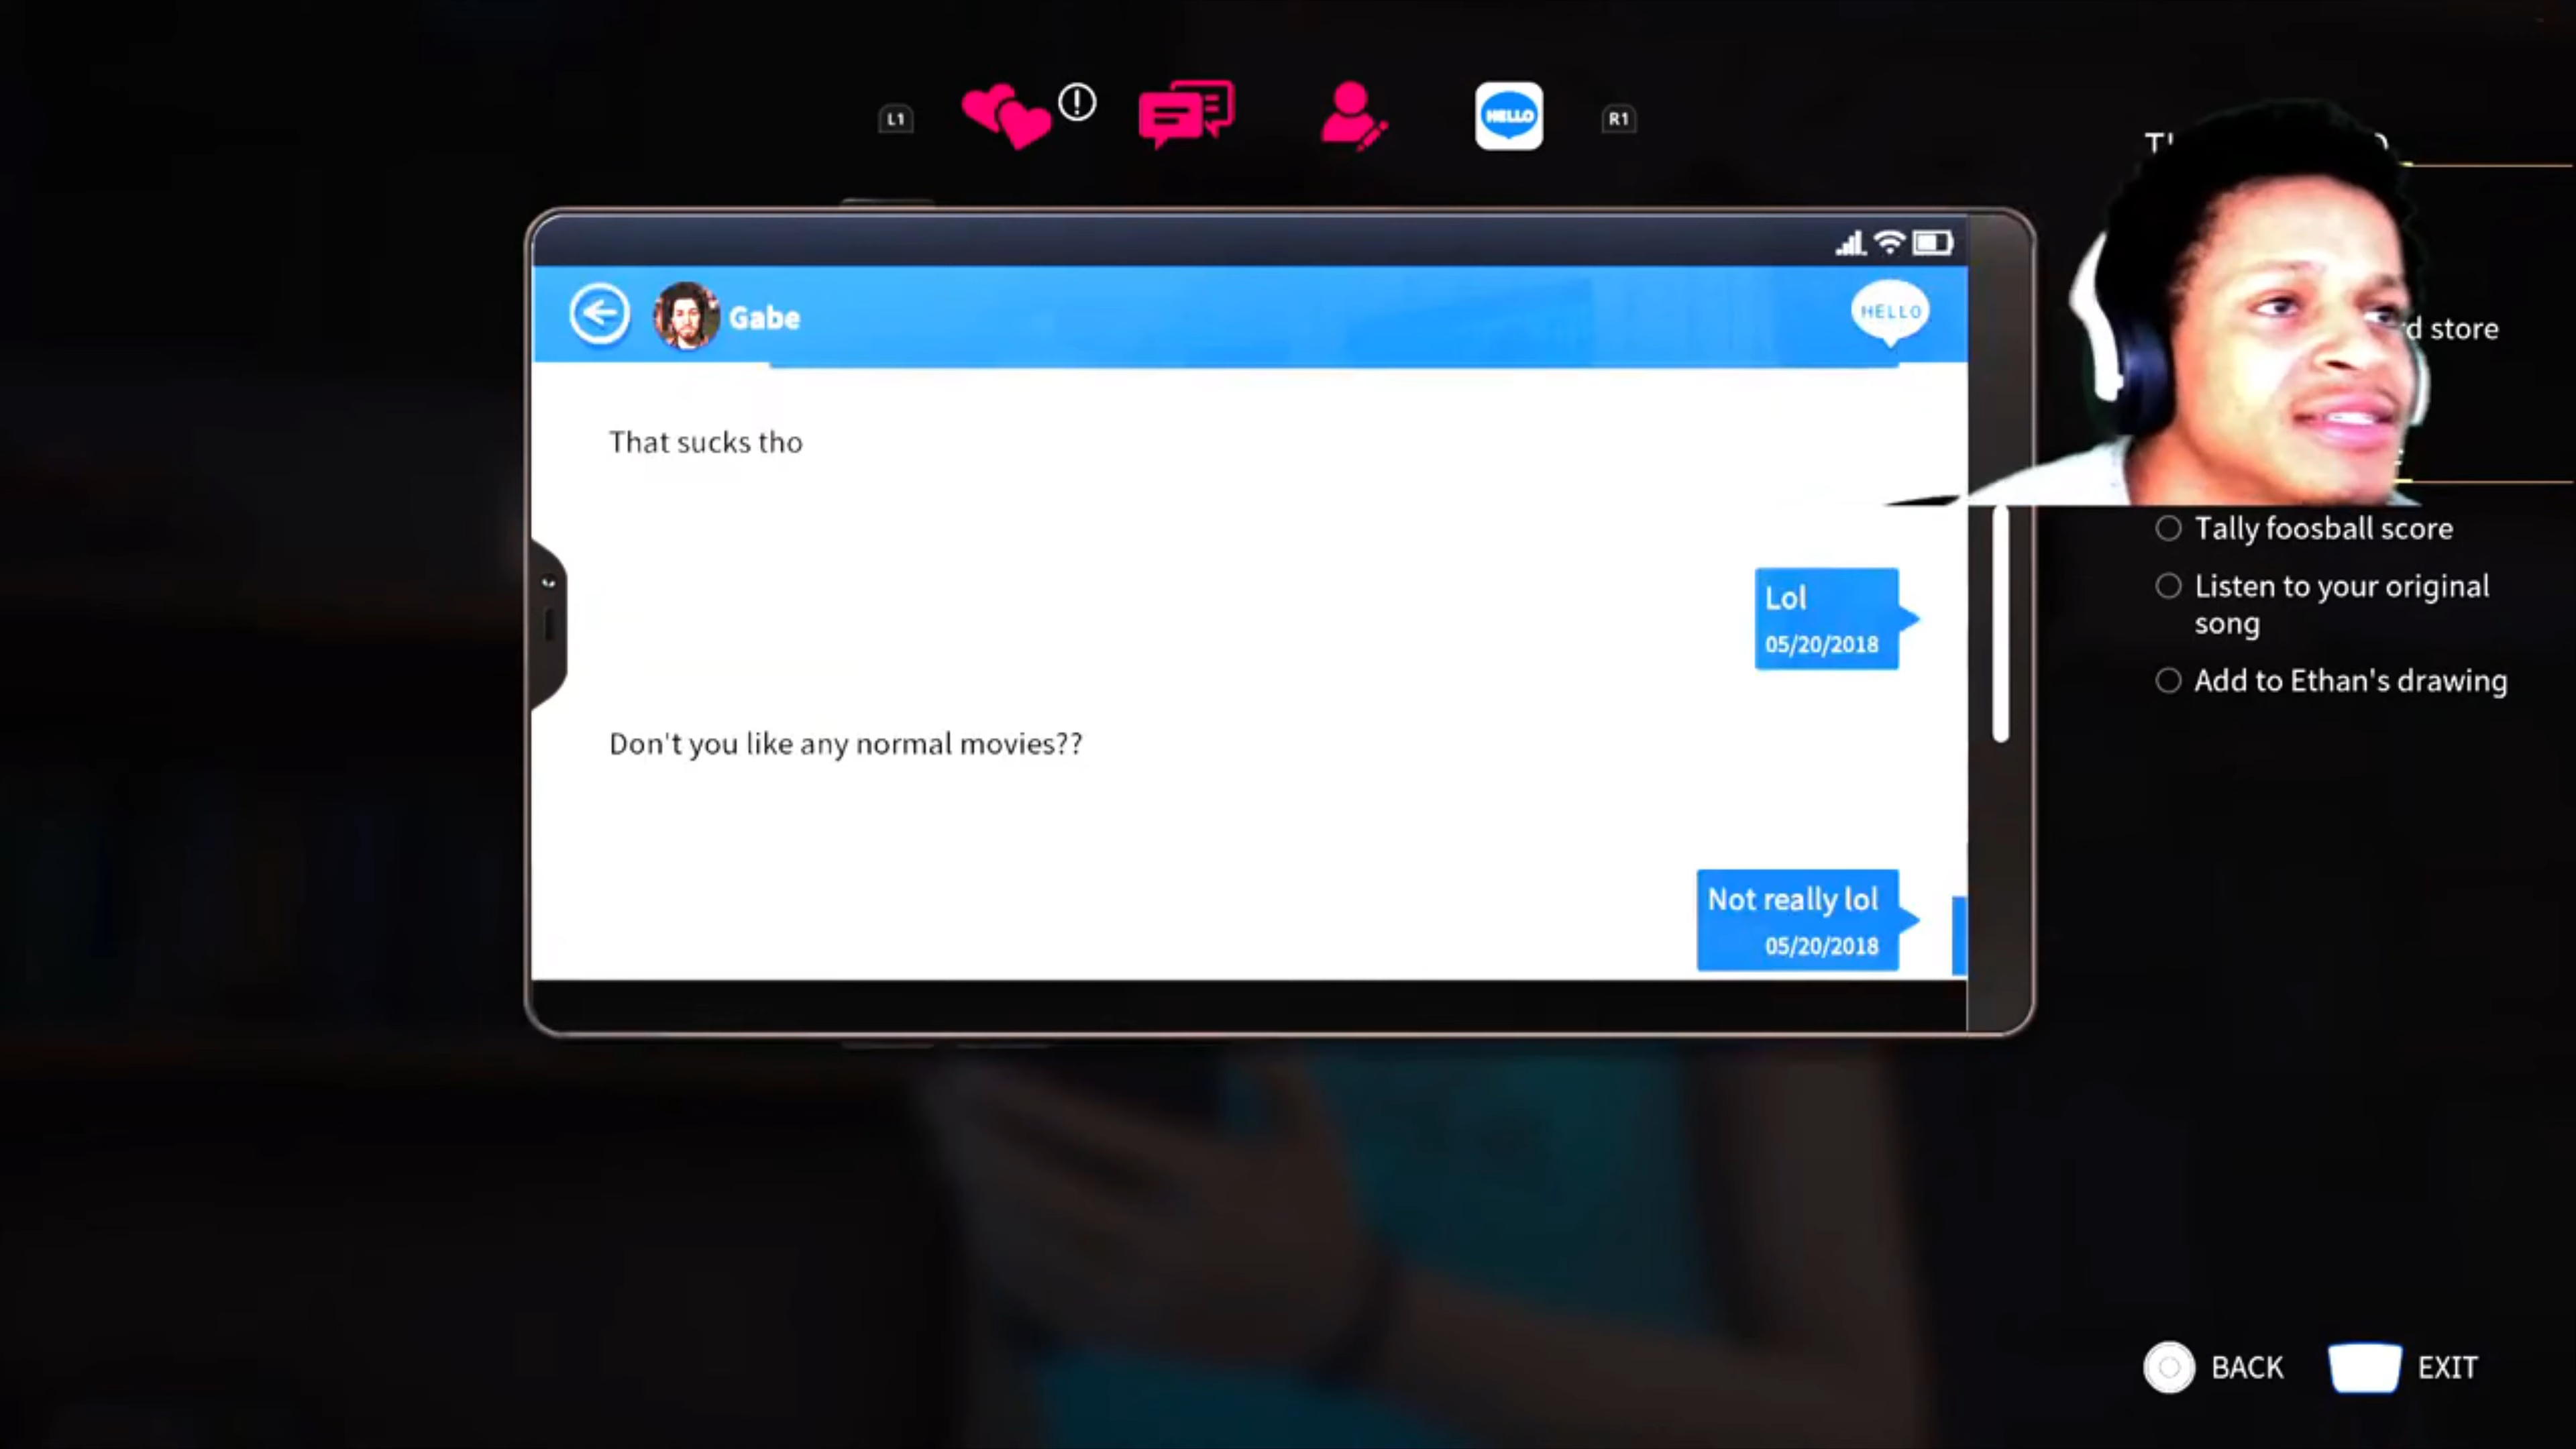 L1
HELLO
R1
Gabe
HELLO
d store
That sucks tho
Tally foosball score
Lol
Listen to your original
song
05/20/2018
Add to Ethan's drawing
Don't you like any normal movies??
Not really lol
05/20/2018
BACK
EXIT